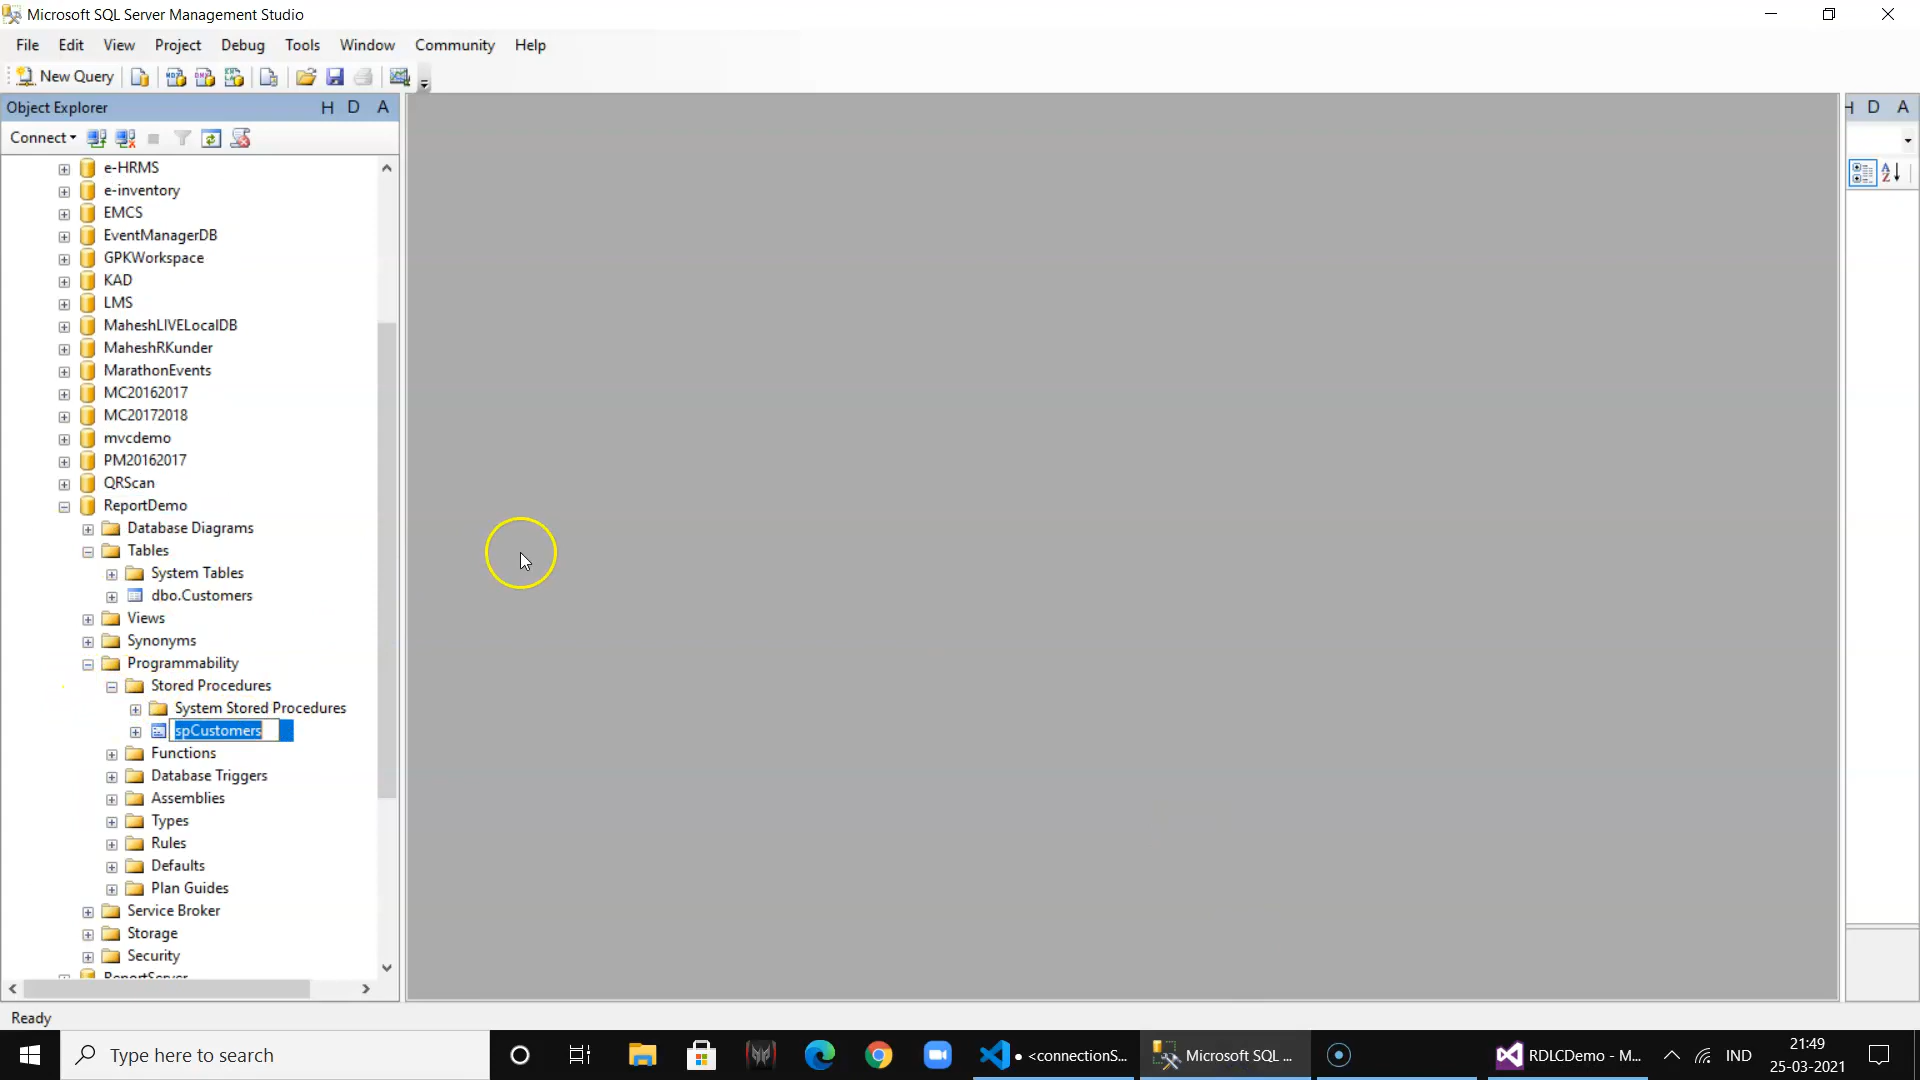 Microsoft SQL Server Management Studio
File Edit View Project Debug Tools Window Community Help
New Query
Object Explorer H D A
H D A
Connect
e-HRMS
e-inventory
EMCS
EventManagerDB
GPKWorkspace
KAD
LMS
MaheshLIVELocalDB
MaheshRKunder
MarathonEvents
MC20162017
MC20172018
mvcdemo
PM20162017
QRScan
ReportDemo
Database Diagrams
Tables
System Tables
dbo.Customers
Views
Synonyms
Programmability
Stored Procedures
System Stored Procedures
spCustomers
Functions
Database Triggers
Assemblies
Types
Rules
Defaults
Plan Guides
Service Broker
Storage
Security
ReportServer
Ready
Type here to search
● <connectionS...
Microsoft SQL ...
RDLCDemo - M...
IND
21:49
25-03-2021